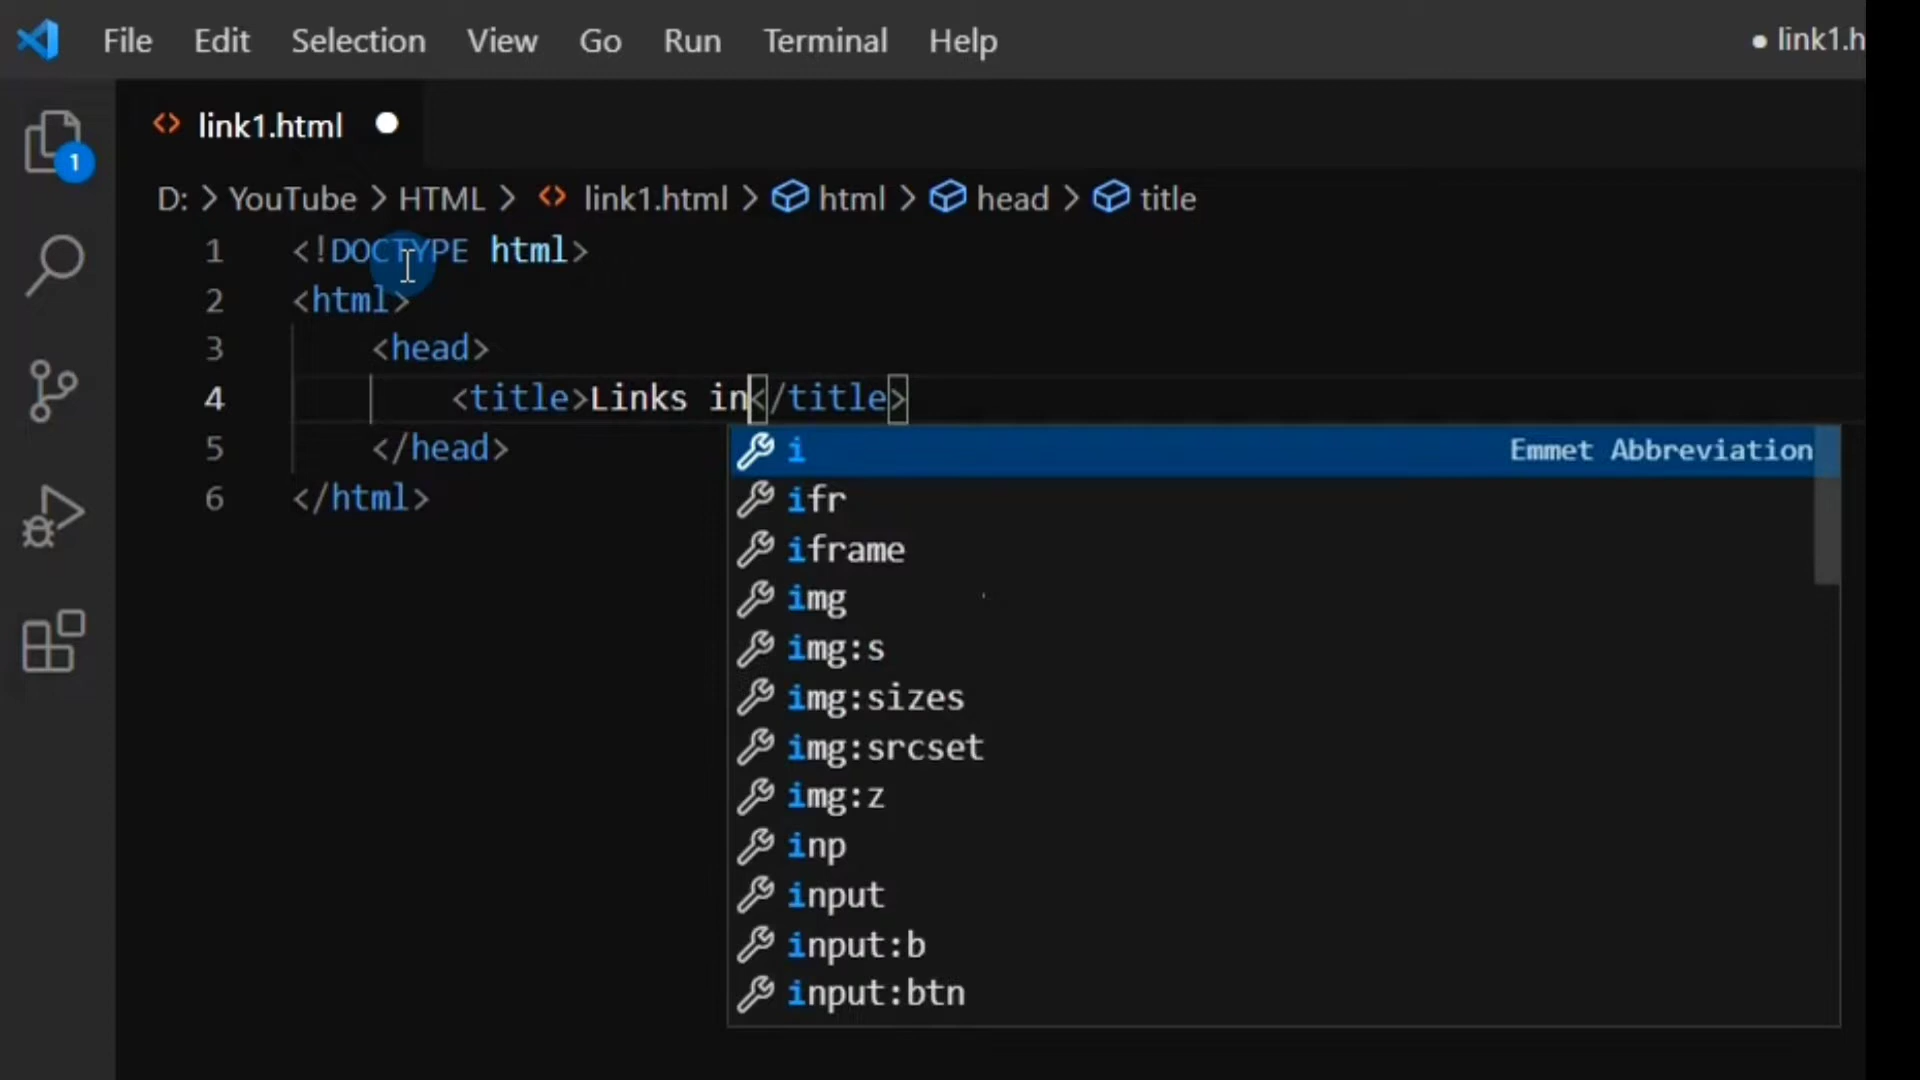 File Edit Selection View Go Run Terminal Help ● link1.h
1
<> link1.html ●
D: > YouTube > HTML > <> link1.html > html > head > title
1 <!DOCTYPE html>
2 <html>
3 <head>
4 <title>Links in</title>
5 </head>
6 </html>
i Emmet Abbreviation
ifr
iframe
img
img:s
img:sizes
img:srcset
img:z
inp
input
input:b
input:btn